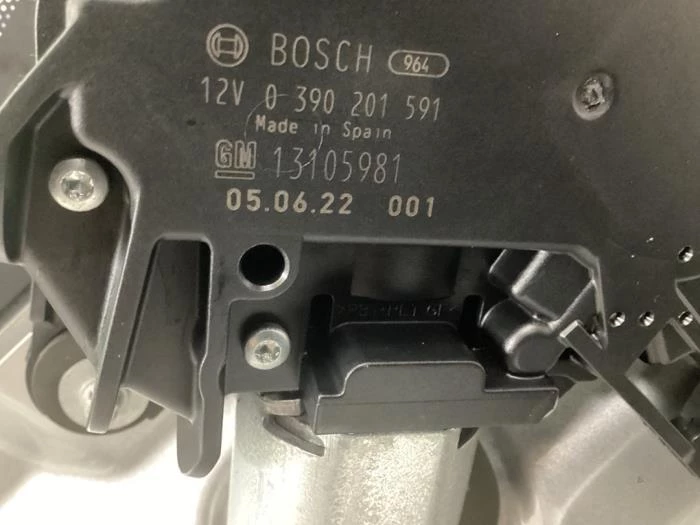 BOSCH 964
12V 0 390 201 591
Made in Spain
GM 13105981
05.06.22 001